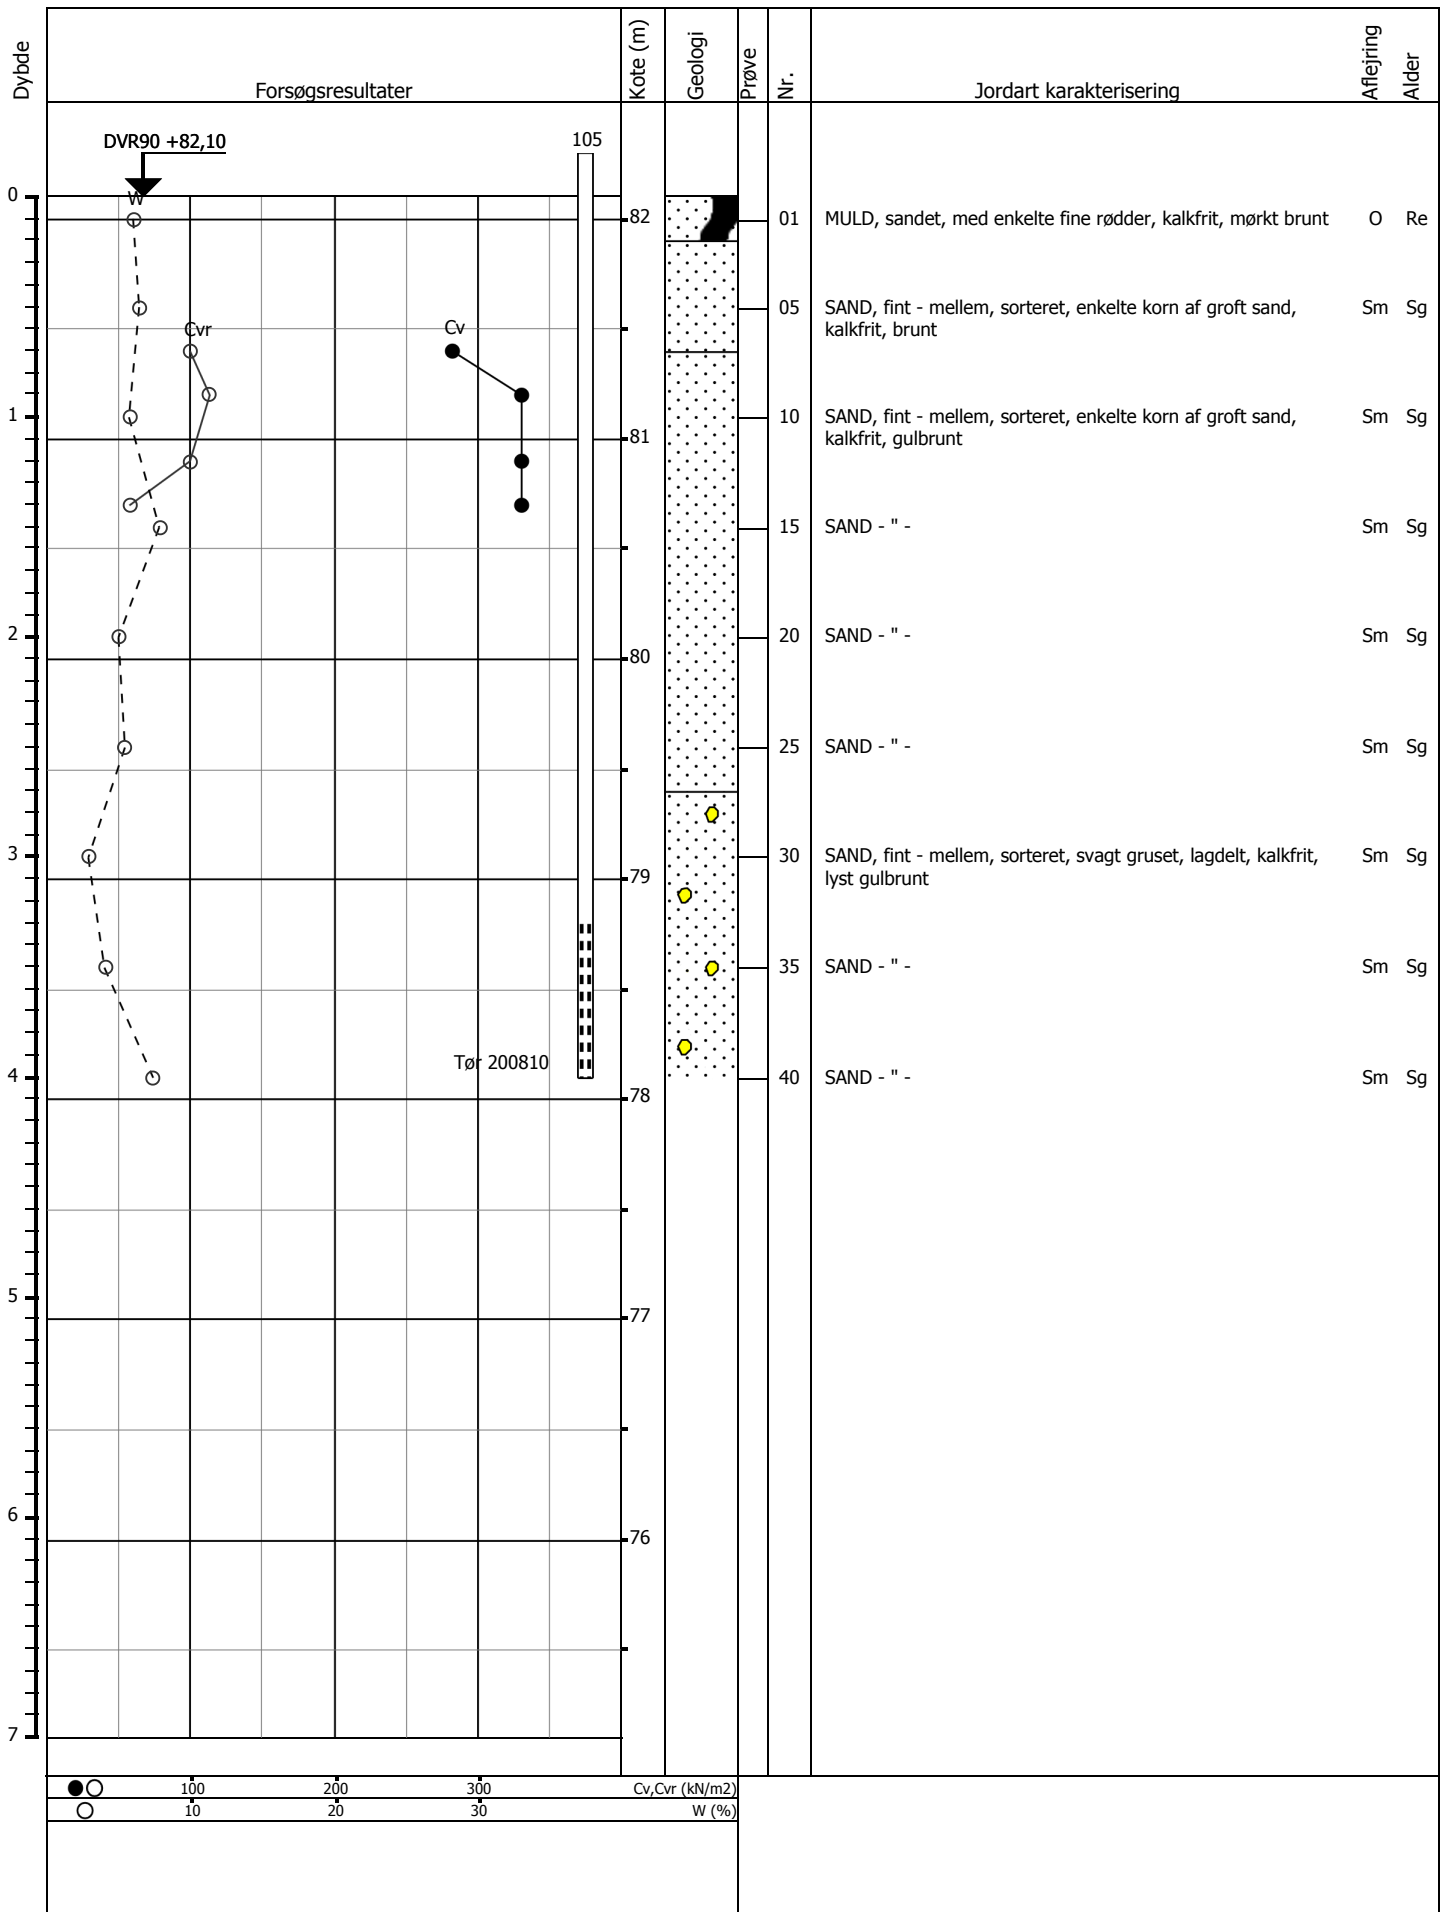 Dybde
Forsøgsresultater
Kote (m)
Geologi
Prøve
Nr.
Jordart karakterisering
Aflejring
Alder
DVR90 +82,10
105
0
W
82
01 MULD, sandet, med enkelte fine rødder, kalkfrit, mørkt brunt O Re
05 SAND, fint - mellem, sorteret, enkelte korn af groft sand, Sm Sg
kalkfrit, brunt
Cvr
Cv
1
10 SAND, fint - mellem, sorteret, enkelte korn af groft sand, Sm Sg
kalkfrit, gulbrunt
81
15 SAND - " - Sm Sg
2
20 SAND - " - Sm Sg
80
25 SAND - " - Sm Sg
3
30 SAND, fint - mellem, sorteret, svagt gruset, lagdelt, kalkfrit, Sm Sg
lyst gulbrunt
79
35 SAND - " - Sm Sg
Tør 200810
4
40 SAND - " - Sm Sg
78
5
77
6
76
7
100 200 300 Cv,Cvr (kN/m2)
10 20 30 W (%)